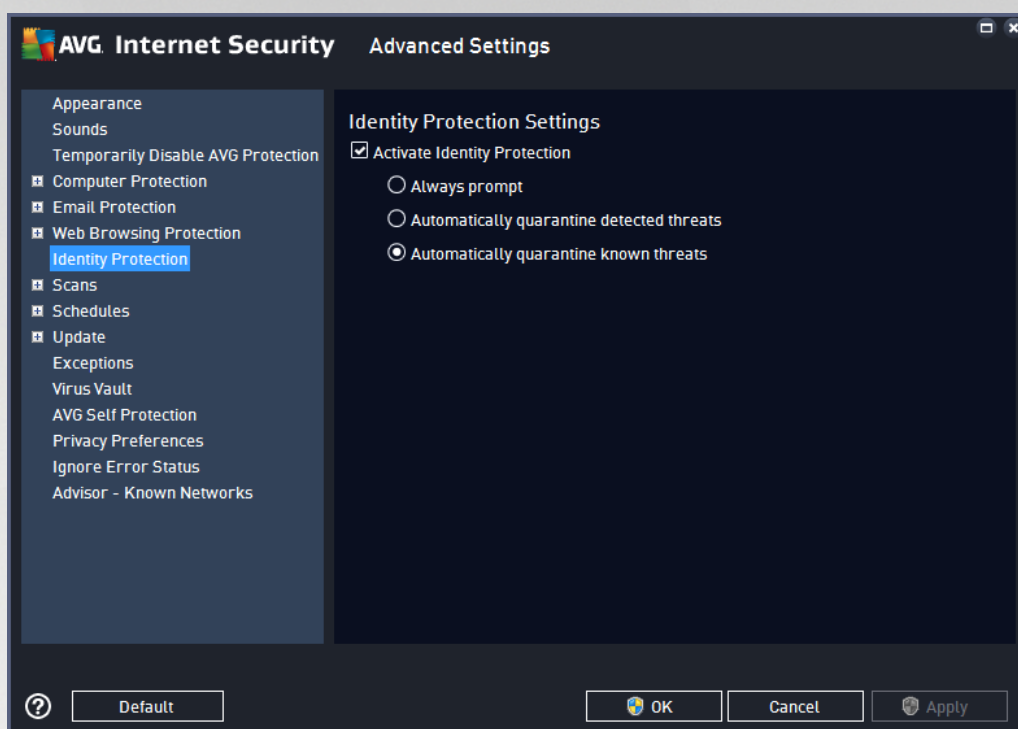 AVG. Internet Security Advanced Settings
Appearance
Sounds
Temporarily Disable AVG Protection
Computer Protection
Email Protection
Web Browsing Protection
Identity Protection
Scans
Schedules
Update
Exceptions
Virus Vault
AVG Self Protection
Privacy Preferences
Ignore Error Status
Advisor - Known Networks
Identity Protection Settings
Activate Identity Protection
Always prompt
Automatically quarantine detected threats
Automatically quarantine known threats
? Default OK Cancel Apply